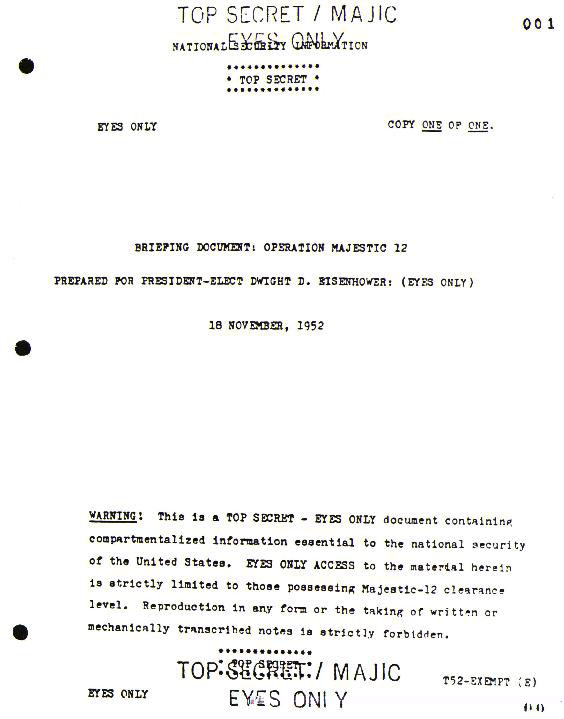 TOP SECRET / MAJIC
EYES ONLY
001
NATIONAL SECURITY INFORMATION
* TOP SECRET *
EYES ONLY
COPY ONE OF ONE.
BRIEFING DOCUMENT: OPERATION MAJESTIC 12
PREPARED FOR PRESIDENT-ELECT DWIGHT D. EISENHOWER: (EYES ONLY)
18 NOVEMBER, 1952
WARNING! This is a TOP SECRET - EYES ONLY document containing
compartmentalized information essential to the national security
of the United States. EYES ONLY ACCESS to the material herein
is strictly limited to those possessing Majestic-12 clearance
level. Reproduction in any form or the taking of written or
mechanically transcribed notes is strictly forbidden.
TOP SECRET
TOP SECRET / MAJIC
EYES ONLY
T52-EXEMPT (E)
EYES ONLY